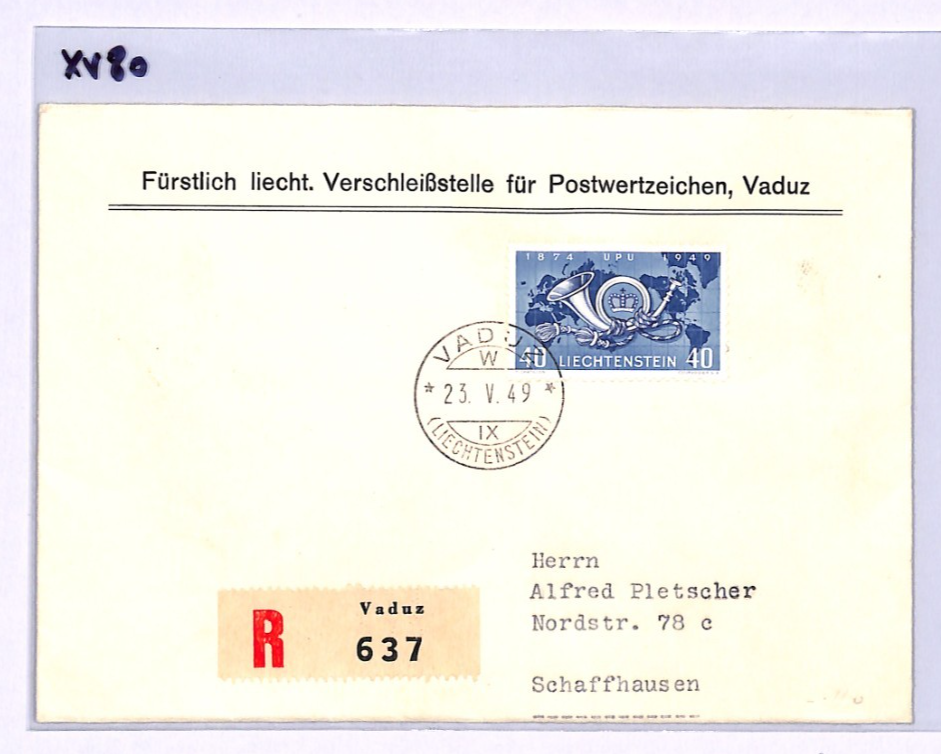 XV80
Fürstlich liecht. Verschleißstelle für Postwertzeichen, Vaduz
1874 UPU 1949
40 LIECHTENSTEIN 40
VADUZ
W
* 23. V. 49 *
IX
(LIECHTENSTEIN)
Herrn
Alfred Pletscher
Nordstr. 78 c
Schaffhausen
R
Vaduz
637